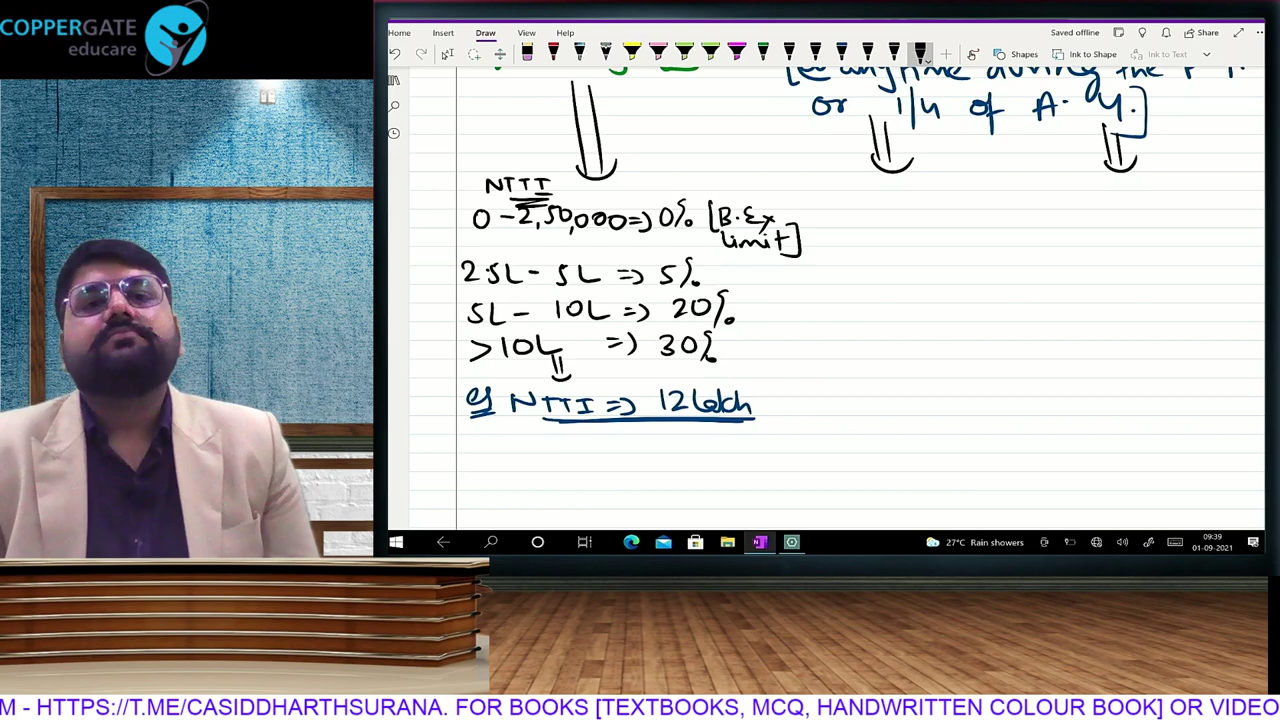 COPPERGATE
educare
Home Insert Draw View Help
Saved offline Share
Shapes Ink to Shape Ink to Text
anytime during the P.Y.
or 1/4 of A.Y.]
NTTI
0 - 2,50,000 => 0% [B.Ex
limit]
2.5L - 5L => 5%
5L - 10L => 20%
>10L => 30%
eg NTTI => 12 Lakh
27°C Rain showers
09:39
01-09-2021
M - HTTPS://T.ME/CASIDDHARTHSURANA. FOR BOOKS [TEXTBOOKS, MCQ, HANDWRITTEN COLOUR BOOK] OR VIDEO